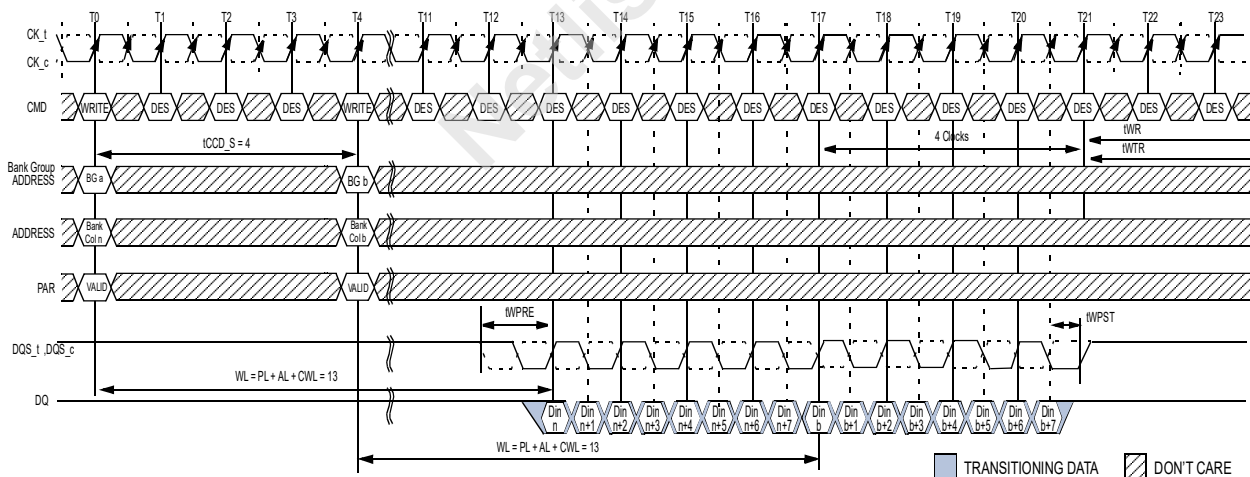 T0 T1 T2 T3 T4 T11 T12 T13 T14 T15 T16 T17 T18 T19 T20 T21 T22 T23
CK_t
CK_c
CMD WRITE DES DES DES WRITE DES DES DES DES DES DES DES DES DES DES DES DES DES
tCCD_S = 4
4 Clocks
tWR
tWTR
Bank Group
ADDRESS
BG a
BG b
ADDRESS
Bank
Col n
Bank
Col b
PAR VALID VALID
tWPRE
tWPST
DQS_t ,DQS_c
WL = PL + AL + CWL = 13
DQ
Din n Din n+1 Din n+2 Din n+3 Din n+4 Din n+5 Din n+6 Din n+7 Din b Din b+1 Din b+2 Din b+3 Din b+4 Din b+5 Din b+6 Din b+7
WL = PL + AL + CWL = 13
TRANSITIONING DATA DON'T CARE
Netlis